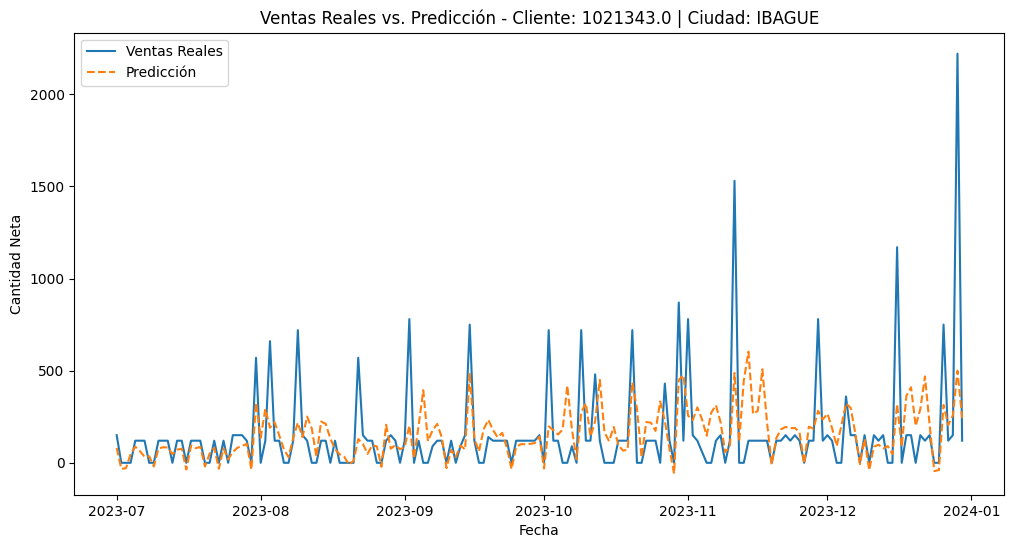 Ventas Reales vs. Predicción - Cliente: 1021343.0 | Ciudad: IBAGUE
Ventas Reales
Predicción
2000
1500
1000
500
0
Cantidad Neta
2023-07 2023-08 2023-09 2023-10 2023-11 2023-12 2024-01
Fecha